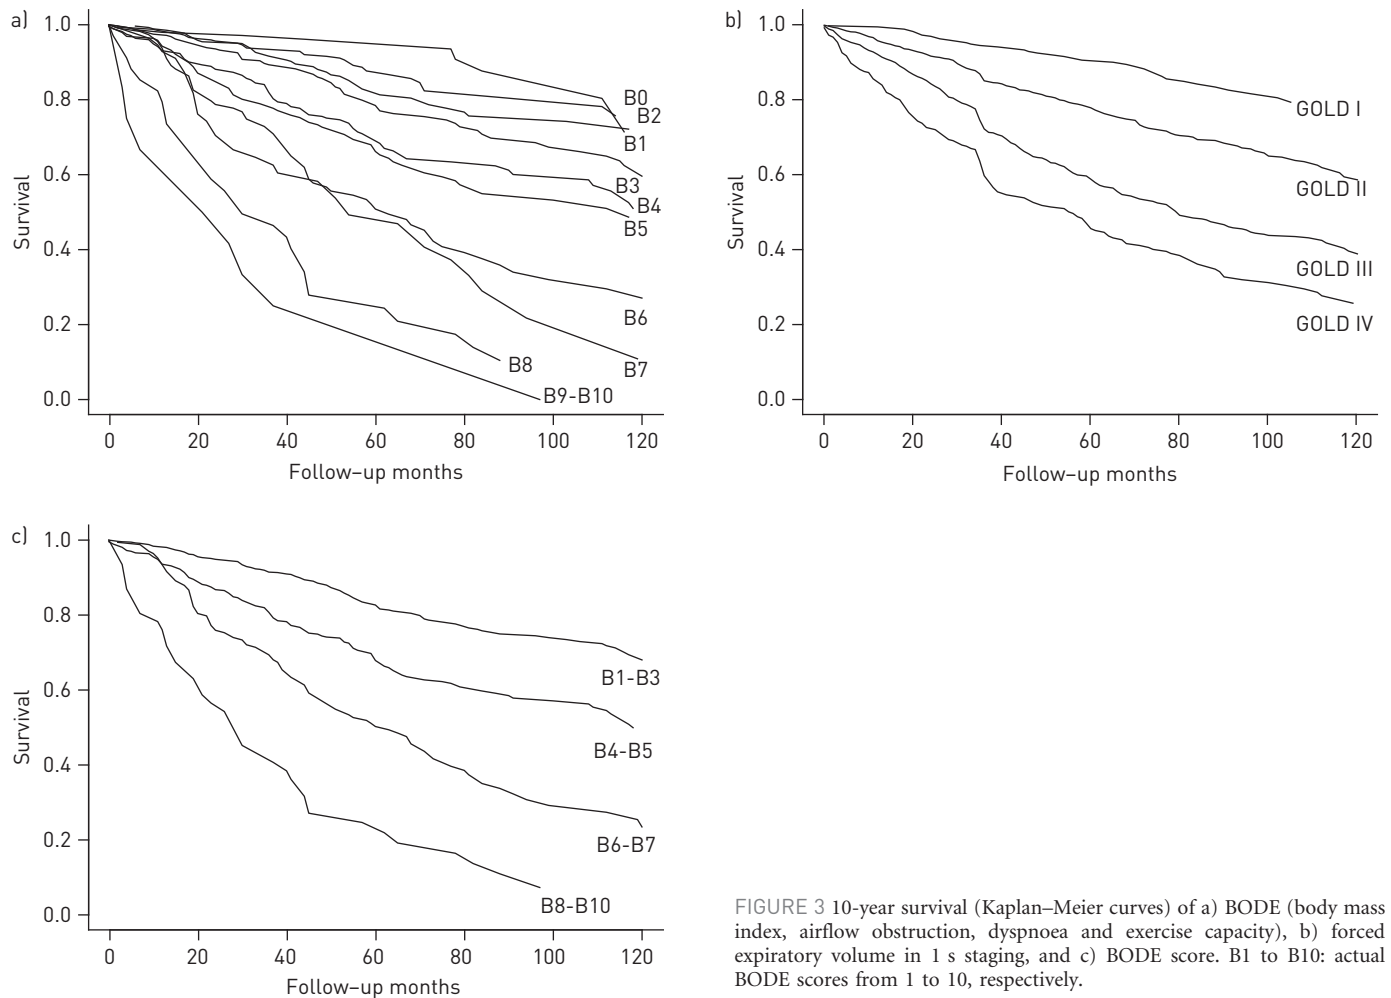 a)
1.0
0.8
0.6
0.4
0.2
0.0
Survival
B0
B2
B1
B3
B4
B5
B6
B8
B7
B9-B10
0 20 40 60 80 100 120
Follow–up months
b)
1.0
0.8
0.6
0.4
0.2
0.0
Survival
GOLD I
GOLD II
GOLD III
GOLD IV
0 20 40 60 80 100 120
Follow–up months
c)
1.0
0.8
0.6
0.4
0.2
0.0
Survival
B1-B3
B4-B5
B6-B7
B8-B10
0 20 40 60 80 100 120
Follow–up months
FIGURE 3 10-year survival (Kaplan–Meier curves) of a) BODE (body mass
index, airflow obstruction, dyspnoea and exercise capacity), b) forced
expiratory volume in 1 s staging, and c) BODE score. B1 to B10: actual
BODE scores from 1 to 10, respectively.